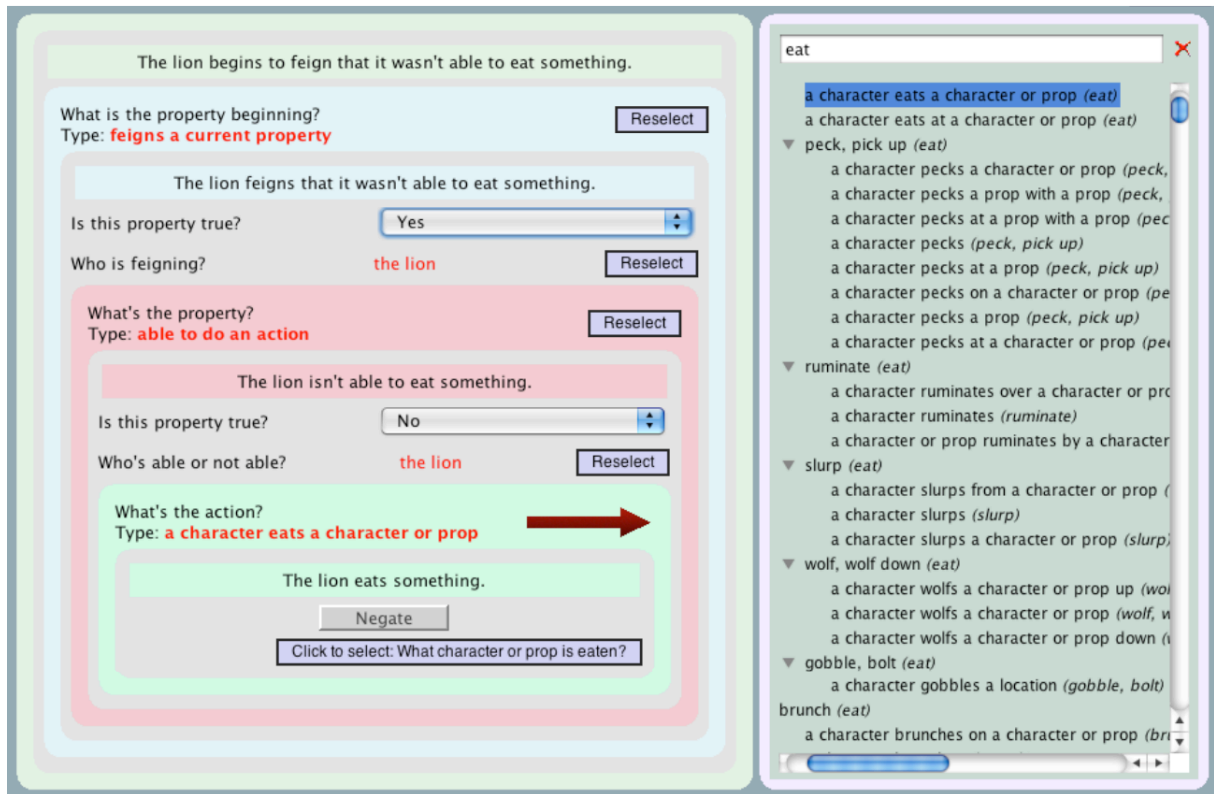 The lion begins to feign that it wasn't able to eat something.
What is the property beginning?
Reselect
Type: feigns a current property
The lion feigns that it wasn't able to eat something.
Is this property true? Yes
Who is feigning? the lion Reselect
What's the property?
Reselect
Type: able to do an action
The lion isn't able to eat something.
Is this property true? No
Who's able or not able? the lion Reselect
What's the action?
Type: a character eats a character or prop
The lion eats something.
Negate
Click to select: What character or prop is eaten?
eat
a character eats a character or prop (eat)
a character eats at a character or prop (eat)
peck, pick up (eat)
a character pecks a character or prop (peck,
a character pecks a prop with a prop (peck,
a character pecks at a prop with a prop (pec
a character pecks (peck, pick up)
a character pecks at a prop (peck, pick up)
a character pecks on a character or prop (pe
a character pecks a prop (peck, pick up)
a character pecks at a character or prop (pe
ruminate (eat)
a character ruminates over a character or pro
a character ruminates (ruminate)
a character or prop ruminates by a character
slurp (eat)
a character slurps from a character or prop (
a character slurps (slurp)
a character slurps a character or prop (slurp)
wolf, wolf down (eat)
a character wolfs a character or prop up (wol
a character wolfs a character or prop (wolf, w
a character wolfs a character or prop down (
gobble, bolt (eat)
a character gobbles a location (gobble, bolt)
brunch (eat)
a character brunches on a character or prop (bru